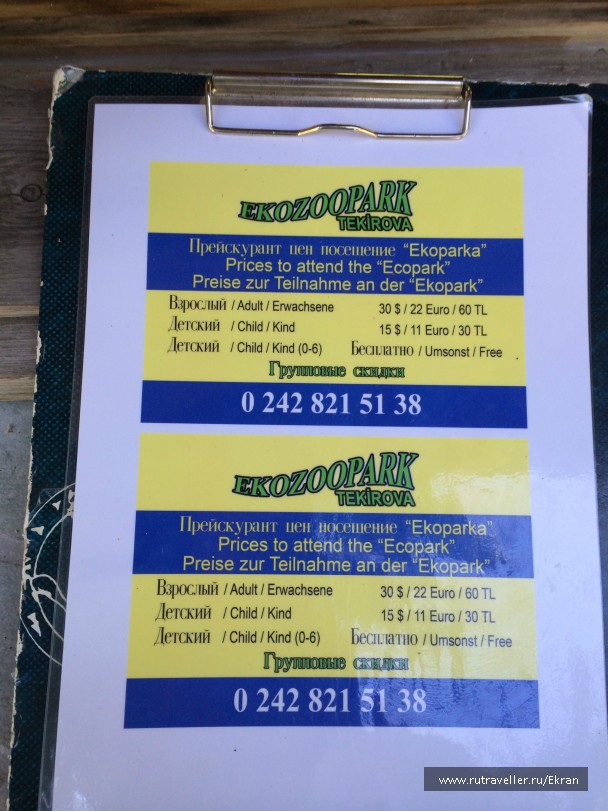 EKOZOOPARK
TEKİROVA
Прейскурант цен посещение "Ekoparka"
Prices to attend the "Ecopark"
Preise zur Teilnahme an der "Ekopark"
Взрослый / Adult / Erwachsene 30 $ / 22 Euro / 60 TL
Детский / Child / Kind 15 $ / 11 Euro / 30 TL
Детский / Child / Kind (0-6) Бесплатно / Umsonst / Free
Групповые скидки
0 242 821 51 38
EKOZOOPARK
TEKİROVA
Прейскурант цен посещение "Ekoparka"
Prices to attend the "Ecopark"
Preise zur Teilnahme an der "Ekopark"
Взрослый / Adult / Erwachsene 30 $ / 22 Euro / 60 TL
Детский / Child / Kind 15 $ / 11 Euro / 30 TL
Детский / Child / Kind (0-6) Бесплатно / Umsonst / Free
Групповые скидки
0 242 821 51 38
www.rutraveller.ru/Ekran